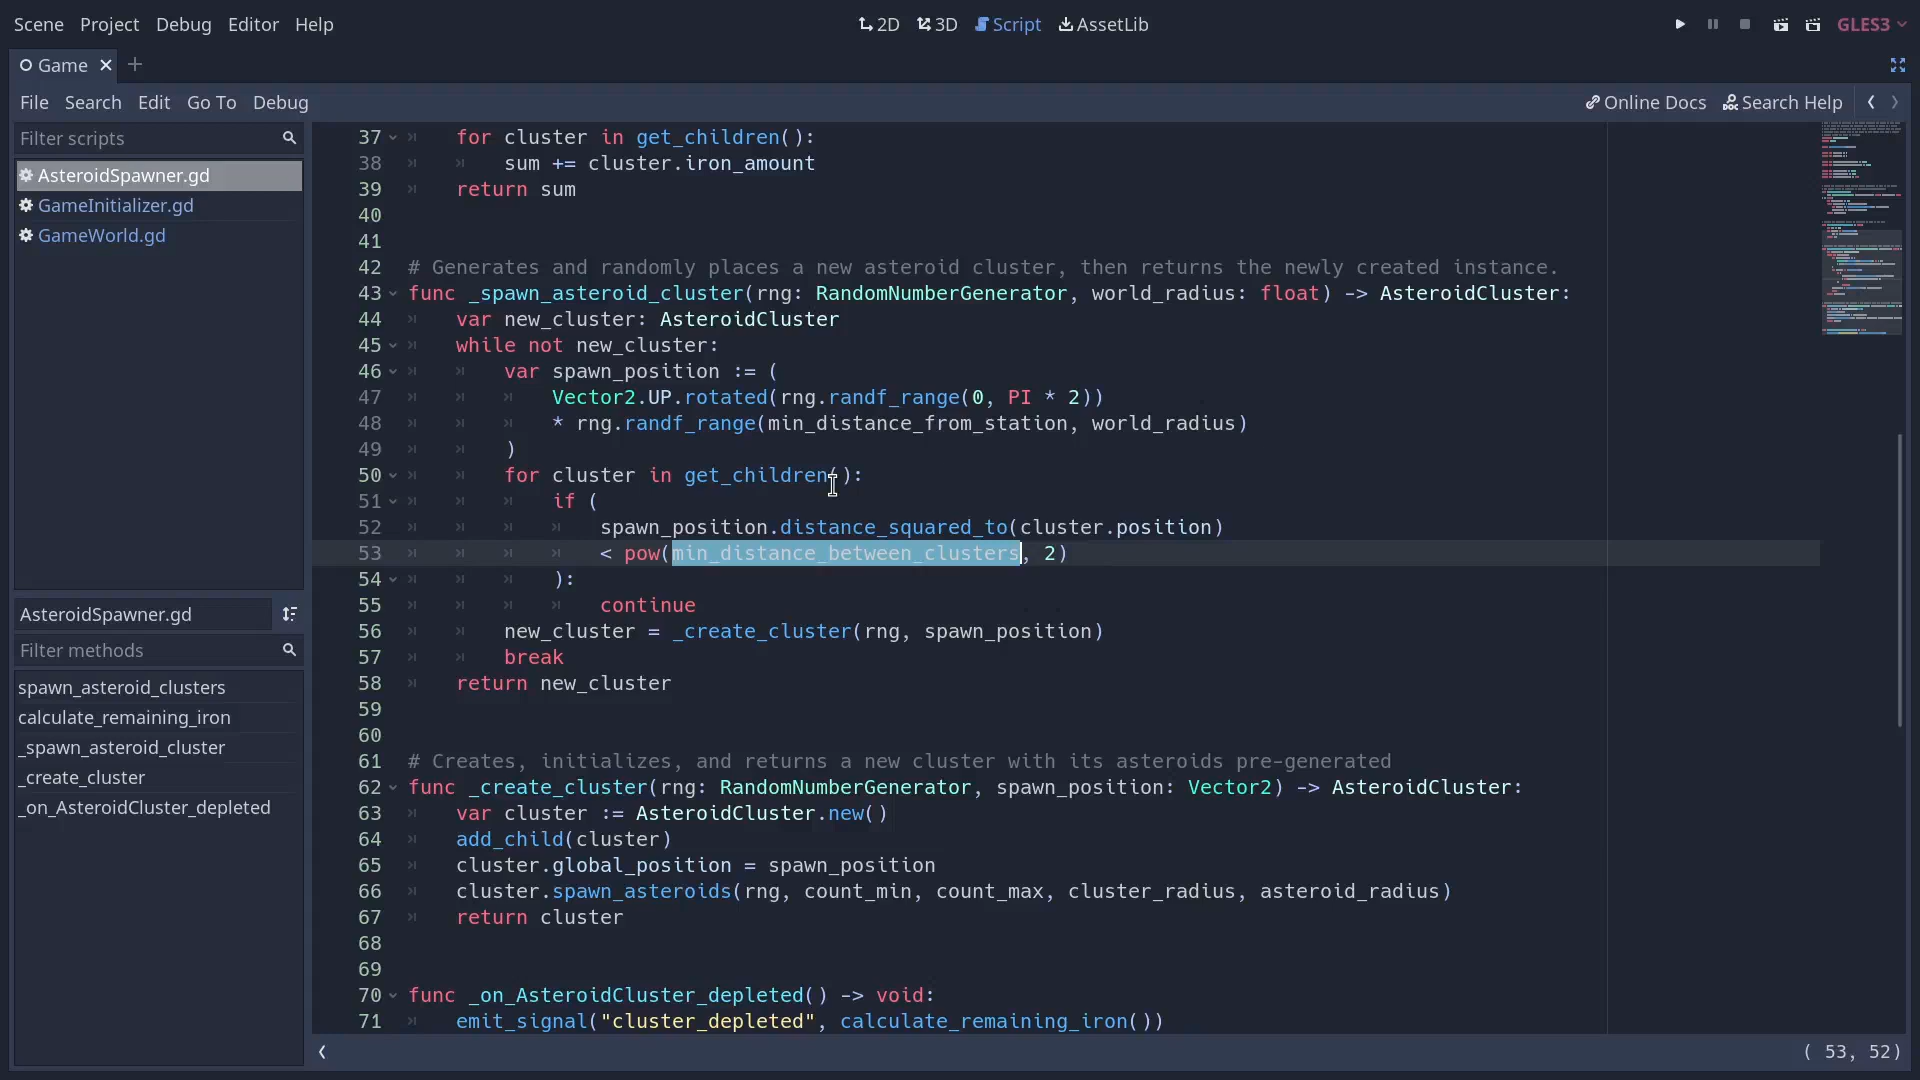 Scene Project Debug Editor Help
2D 3D Script AssetLib
GLES3
Game
File Search Edit Go To Debug
Online Docs Search Help
Filter scripts
AsteroidSpawner.gd
GameInitializer.gd
GameWorld.gd
AsteroidSpawner.gd
Filter methods
spawn_asteroid_clusters
calculate_remaining_iron
_spawn_asteroid_cluster
_create_cluster
_on_AsteroidCluster_depleted
37 for cluster in get_children():
38 sum += cluster.iron_amount
39 return sum
40
41
42 # Generates and randomly places a new asteroid cluster, then returns the newly created instance.
43 func _spawn_asteroid_cluster(rng: RandomNumberGenerator, world_radius: float) -> AsteroidCluster:
44 var new_cluster: AsteroidCluster
45 while not new_cluster:
46 var spawn_position := (
47 Vector2.UP.rotated(rng.randf_range(0, PI * 2))
48 * rng.randf_range(min_distance_from_station, world_radius)
49 )
50 for cluster in get_children():
51 if (
52 spawn_position.distance_squared_to(cluster.position)
53 < pow(min_distance_between_clusters, 2)
54 ):
55 continue
56 new_cluster = _create_cluster(rng, spawn_position)
57 break
58 return new_cluster
59
60
61 # Creates, initializes, and returns a new cluster with its asteroids pre-generated
62 func _create_cluster(rng: RandomNumberGenerator, spawn_position: Vector2) -> AsteroidCluster:
63 var cluster := AsteroidCluster.new()
64 add_child(cluster)
65 cluster.global_position = spawn_position
66 cluster.spawn_asteroids(rng, count_min, count_max, cluster_radius, asteroid_radius)
67 return cluster
68
69
70 func _on_AsteroidCluster_depleted() -> void:
71 emit_signal("cluster_depleted", calculate_remaining_iron())
( 53, 52)